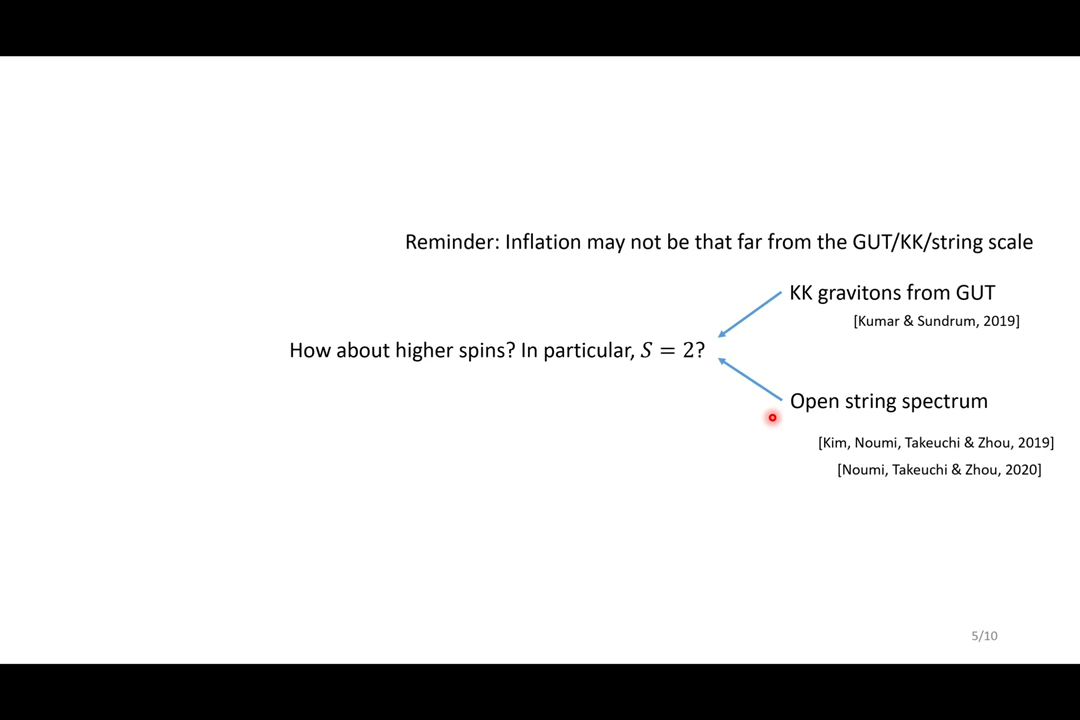 Reminder: Inflation may not be that far from the GUT/KK/string scale
KK gravitons from GUT
[Kumar & Sundrum, 2019]
How about higher spins? In particular, S = 2?
Open string spectrum
[Kim, Noumi, Takeuchi & Zhou, 2019]
[Noumi, Takeuchi & Zhou, 2020]
5/10